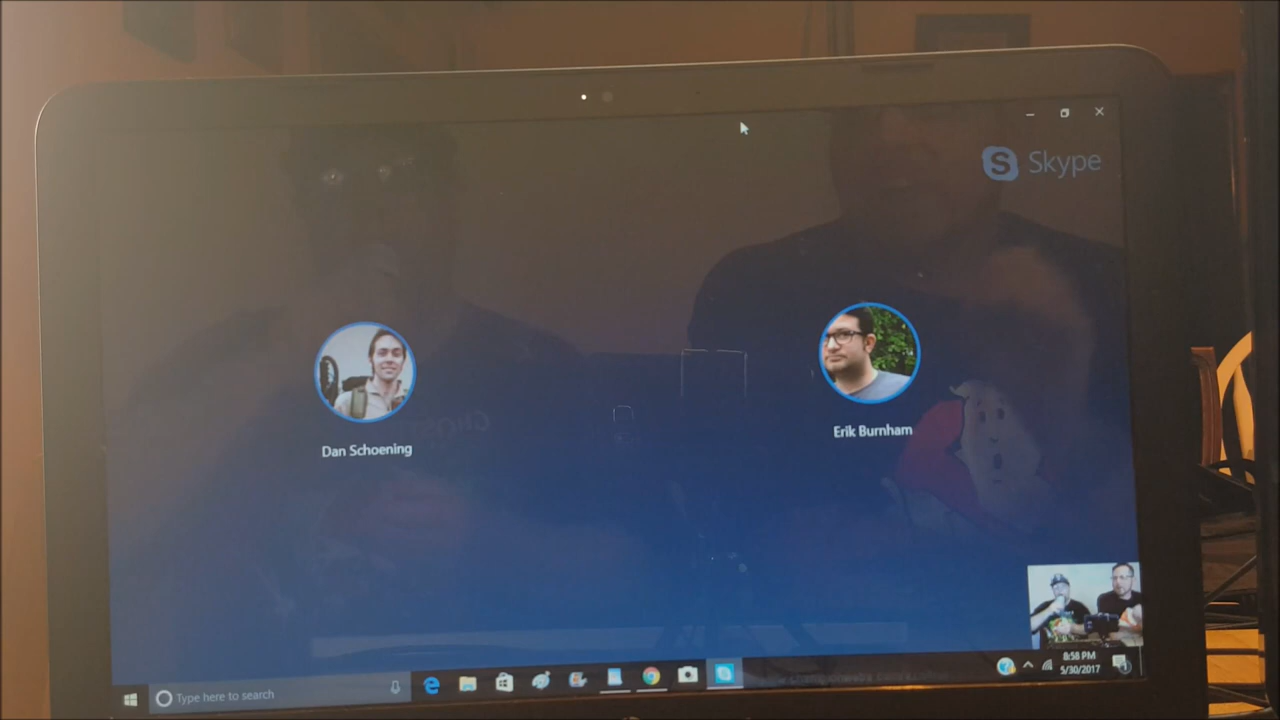 Skype
Dan Schoening
Erik Burnham
8:58 PM
5/30/2017
Type here to search